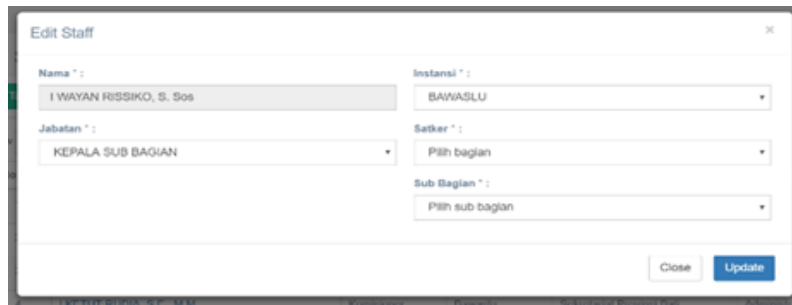 Edit Staff
×
Nama * :
I WAYAN RISSIKO, S. Sos
Instansi * :
BAWASLU
Jabatan * :
KEPALA SUB BAGIAN
Satker * :
Pilih bagian
Sub Bagian * :
Pilih sub bagian
Close
Update